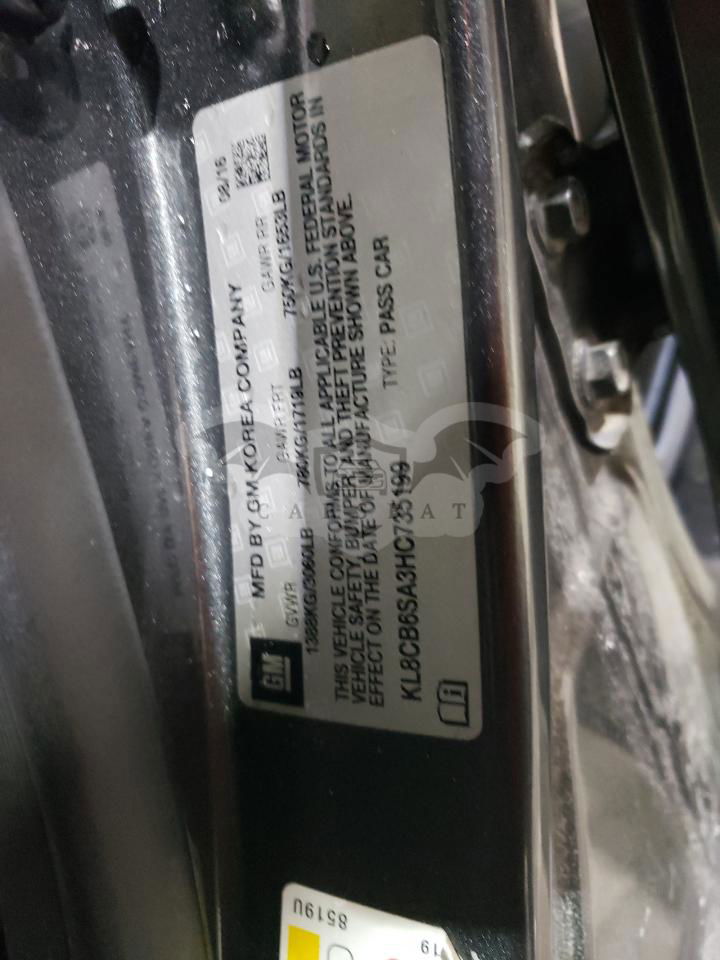 MFD BY GM KOREA COMPANY
08/16
GM
GVWR
GAWR FRT
GAWR RR
1388KG/3060LB
780KG/1719LB
750KG/1653LB
THIS VEHICLE CONFORMS TO ALL APPLICABLE U.S. FEDERAL MOTOR
VEHICLE SAFETY, BUMPER, AND THEFT PREVENTION STANDARDS IN
EFFECT ON THE DATE OF MANUFACTURE SHOWN ABOVE.
KL8CB6SA3HC735199
TYPE: PASS CAR
8519U
19